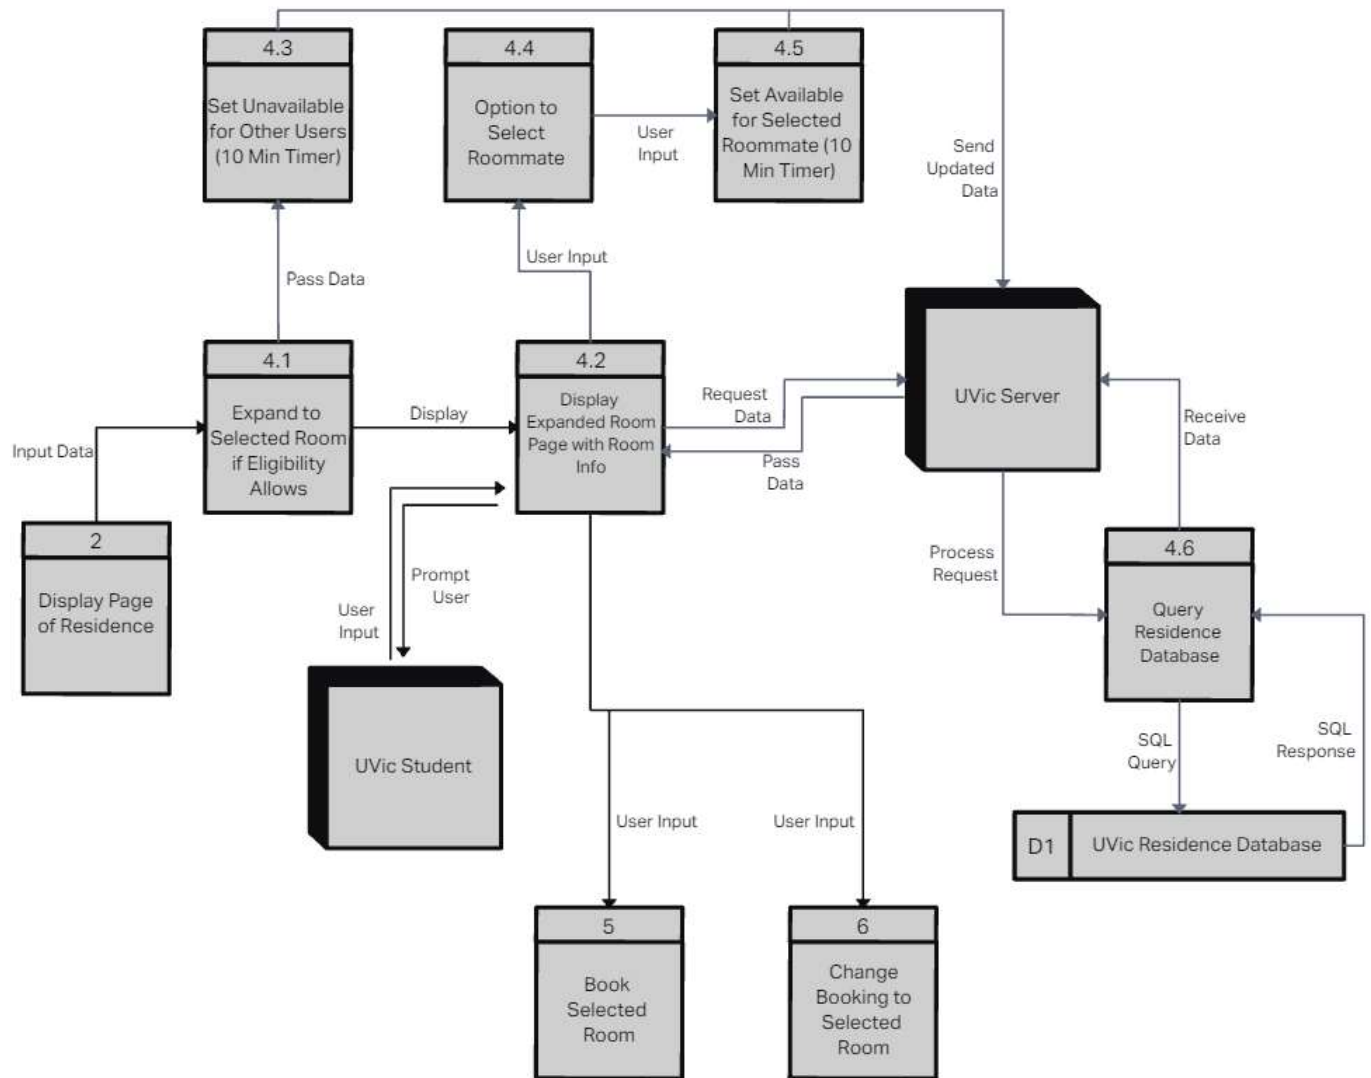 4.3
Set Unavailable
for Other Users
(10 Min Timer)
4.4
Option to
Select
Roommate
User
Input
4.5
Set Available
for Selected
Roommate (10
Min Timer)
Send
Updated
Data
Pass Data
User Input
4.1
Expand to
Selected Room
if Eligibility
Allows
Display
4.2
Display
Expanded Room
Page with Room
Info
Request
Data
Pass
Data
UVic Server
Receive
Data
Input Data
2
Display Page
of Residence
Prompt
User
User
Input
UVic Student
Process
Request
4.6
Query
Residence
Database
SQL
Query
SQL
Response
D1
UVic Residence Database
User Input
User Input
5
Book
Selected
Room
6
Change
Booking to
Selected
Room